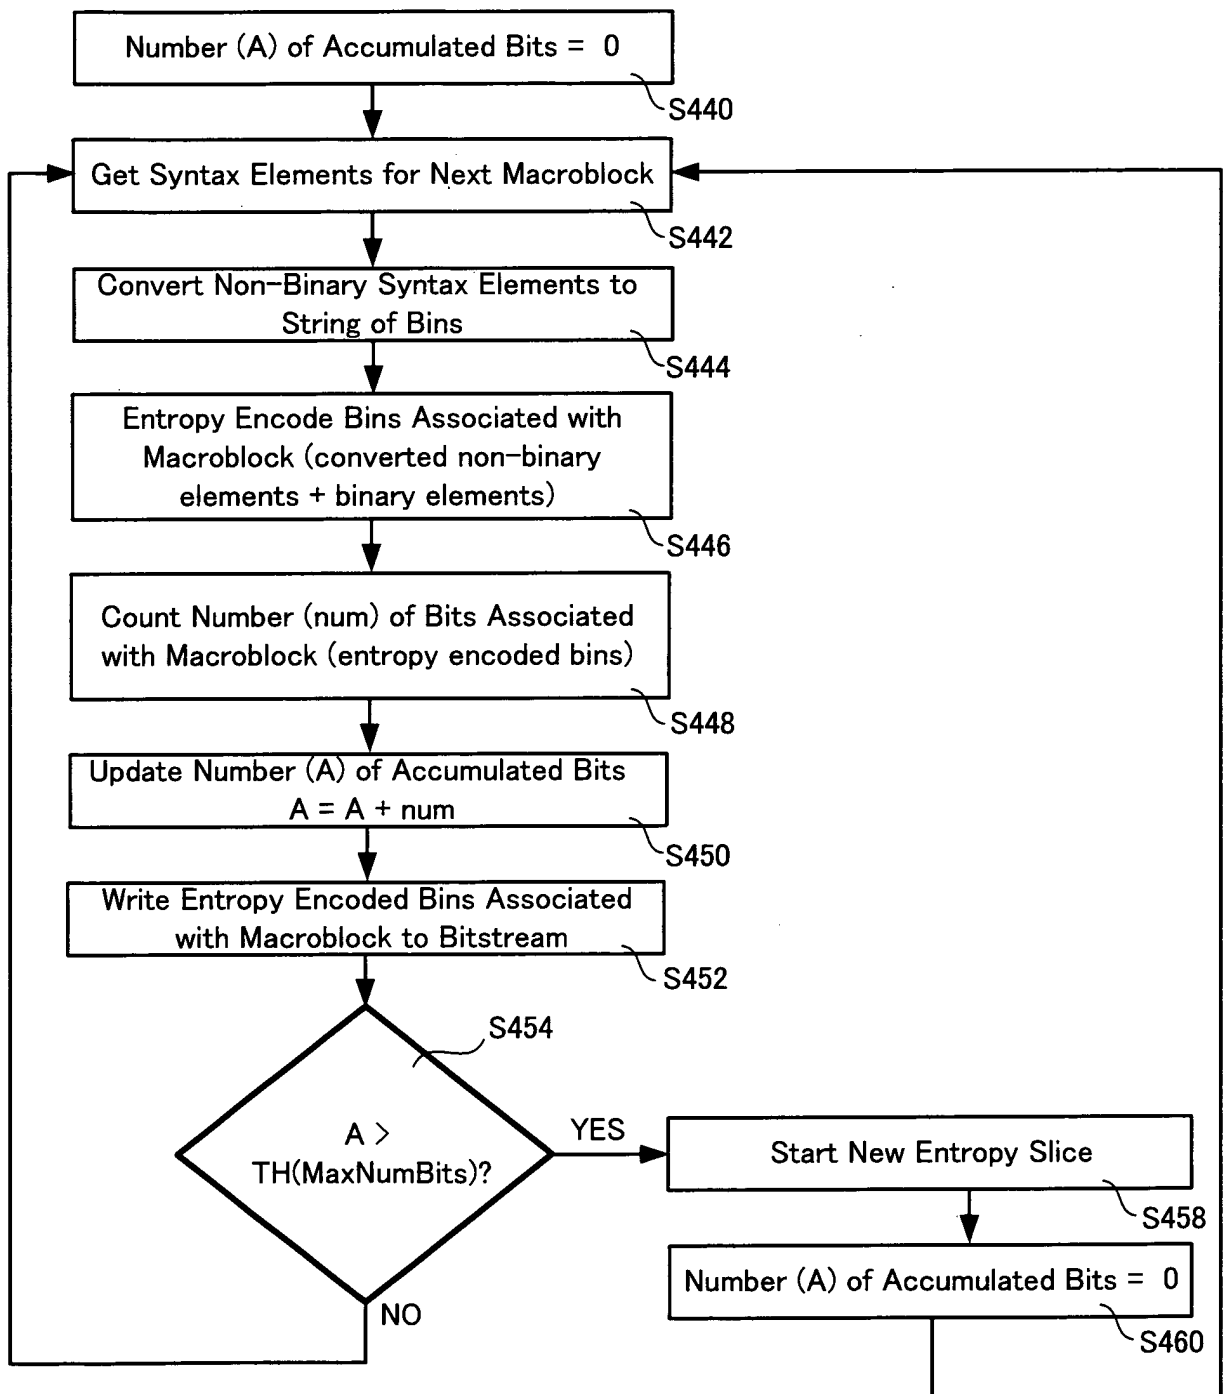 Number (A) of Accumulated Bits = 0
S440
Get Syntax Elements for Next Macroblock
S442
Convert Non-Binary Syntax Elements to
String of Bins
S444
Entropy Encode Bins Associated with
Macroblock (converted non-binary
elements + binary elements)
S446
Count Number (num) of Bits Associated
with Macroblock (entropy encoded bins)
S448
Update Number (A) of Accumulated Bits
A = A + num
S450
Write Entropy Encoded Bins Associated
with Macroblock to Bitstream
S452
S454
A >
TH(MaxNumBits)?
YES
NO
Start New Entropy Slice
S458
Number (A) of Accumulated Bits = 0
S460